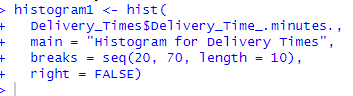 > histogram1 <- hist(
+   Delivery_Times$Delivery_Time_.minutes.,
+   main = "Histogram for Delivery Times",
+   breaks = seq(20, 70, length = 10),
+   right = FALSE)
>